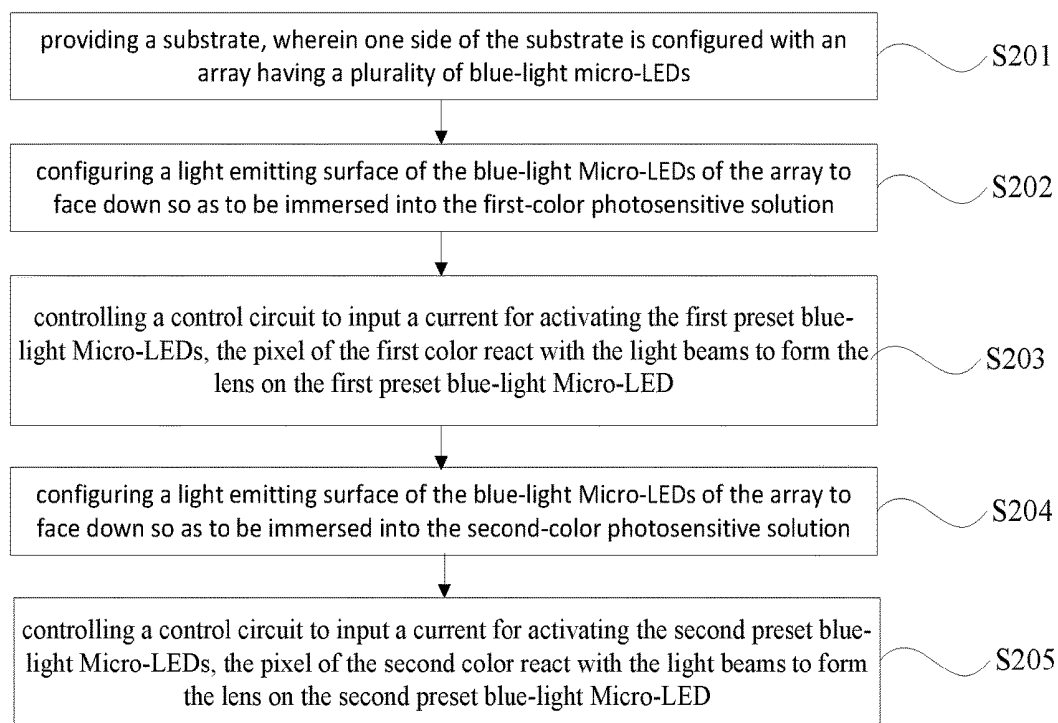 providing a substrate, wherein one side of the substrate is configured with an
array having a plurality of blue-light micro-LEDs
S201
configuring a light emitting surface of the blue-light Micro-LEDs of the array to
face down so as to be immersed into the first-color photosensitive solution
S202
controlling a control circuit to input a current for activating the first preset blue-
light Micro-LEDs, the pixel of the first color react with the light beams to form the
lens on the first preset blue-light Micro-LED
S203
configuring a light emitting surface of the blue-light Micro-LEDs of the array to
face down so as to be immersed into the second-color photosensitive solution
S204
controlling a control circuit to input a current for activating the second preset blue-
light Micro-LEDs, the pixel of the second color react with the light beams to form
the lens on the second preset blue-light Micro-LED
S205